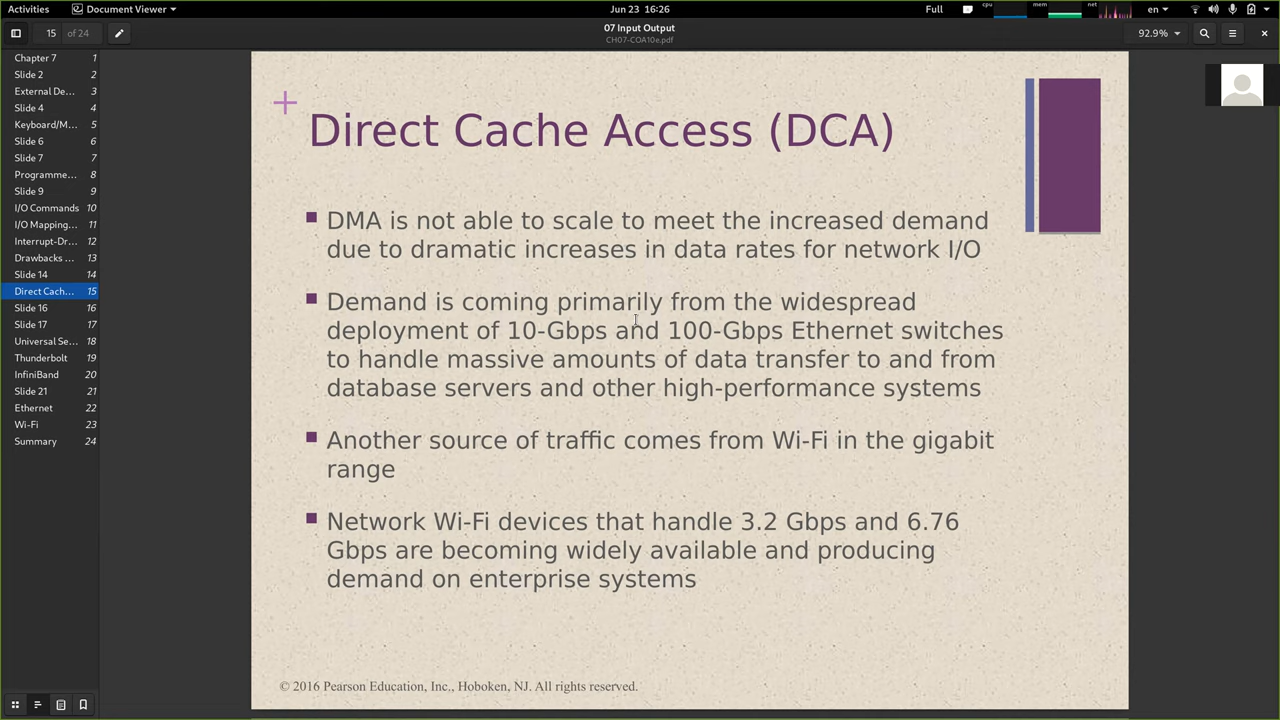 Activities
Document Viewer
Jun 23 16:26
Full
cpu
mem
net
en
15 of 24
07 Input Output
CH07-COA10e.pdf
92.9%
Chapter 7 1
Slide 2 2
External De... 3
Slide 4 4
Keyboard/M... 5
Slide 6 6
Slide 7 7
Programme... 8
Slide 9 9
I/O Commands 10
I/O Mapping... 11
Interrupt-Dr... 12
Drawbacks ... 13
Slide 14 14
Direct Cach... 15
Slide 16 16
Slide 17 17
Universal Se... 18
Thunderbolt 19
InfiniBand 20
Slide 21 21
Ethernet 22
Wi-Fi 23
Summary 24
+
Direct Cache Access (DCA)
DMA is not able to scale to meet the increased demand
due to dramatic increases in data rates for network I/O
Demand is coming primarily from the widespread
deployment of 10-Gbps and 100-Gbps Ethernet switches
to handle massive amounts of data transfer to and from
database servers and other high-performance systems
Another source of traffic comes from Wi-Fi in the gigabit
range
Network Wi-Fi devices that handle 3.2 Gbps and 6.76
Gbps are becoming widely available and producing
demand on enterprise systems
© 2016 Pearson Education, Inc., Hoboken, NJ. All rights reserved.